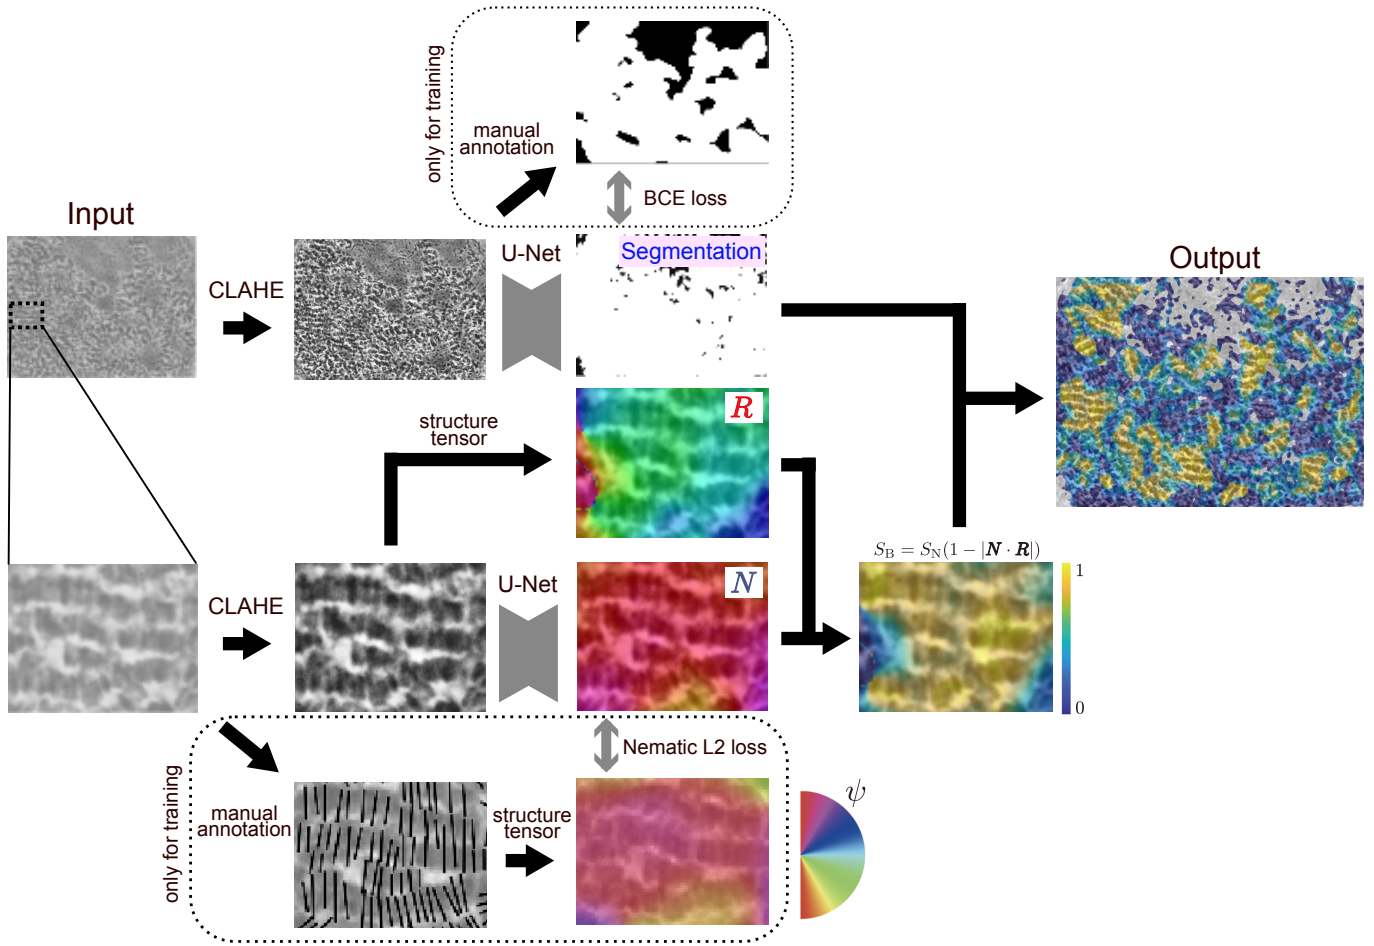 only for training
manual
annotation
BCE loss
Input
CLAHE
U-Net
Segmentation
Output
structure
tensor
R
S_B = S_N(1 − |N · R|)
CLAHE
U-Net
N
1
0
only for training
manual
annotation
structure
tensor
Nematic L2 loss
ψ